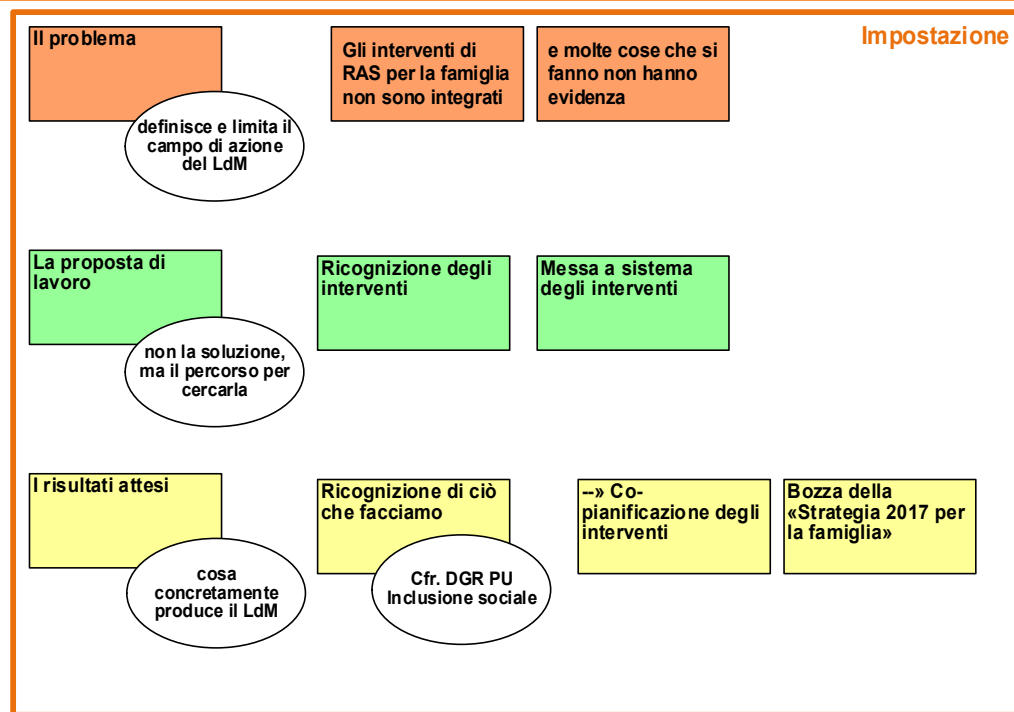 Impostazione
Il problema
definisce e limita il
campo di azione
del LdM
Gli interventi di
RAS per la famiglia
non sono integrati
e molte cose che si
fanno non hanno
evidenza
La proposta di
lavoro
non la soluzione,
ma il percorso per
cercarla
Ricognizione degli
interventi
Messa a sistema
degli interventi
I risultati attesi
cosa
concretamente
produce il LdM
Ricognizione di ciò
che facciamo
Cfr. DGR PU
Inclusione sociale
--» Co-
pianificazione degli
interventi
Bozza della
«Strategia 2017 per
la famiglia»